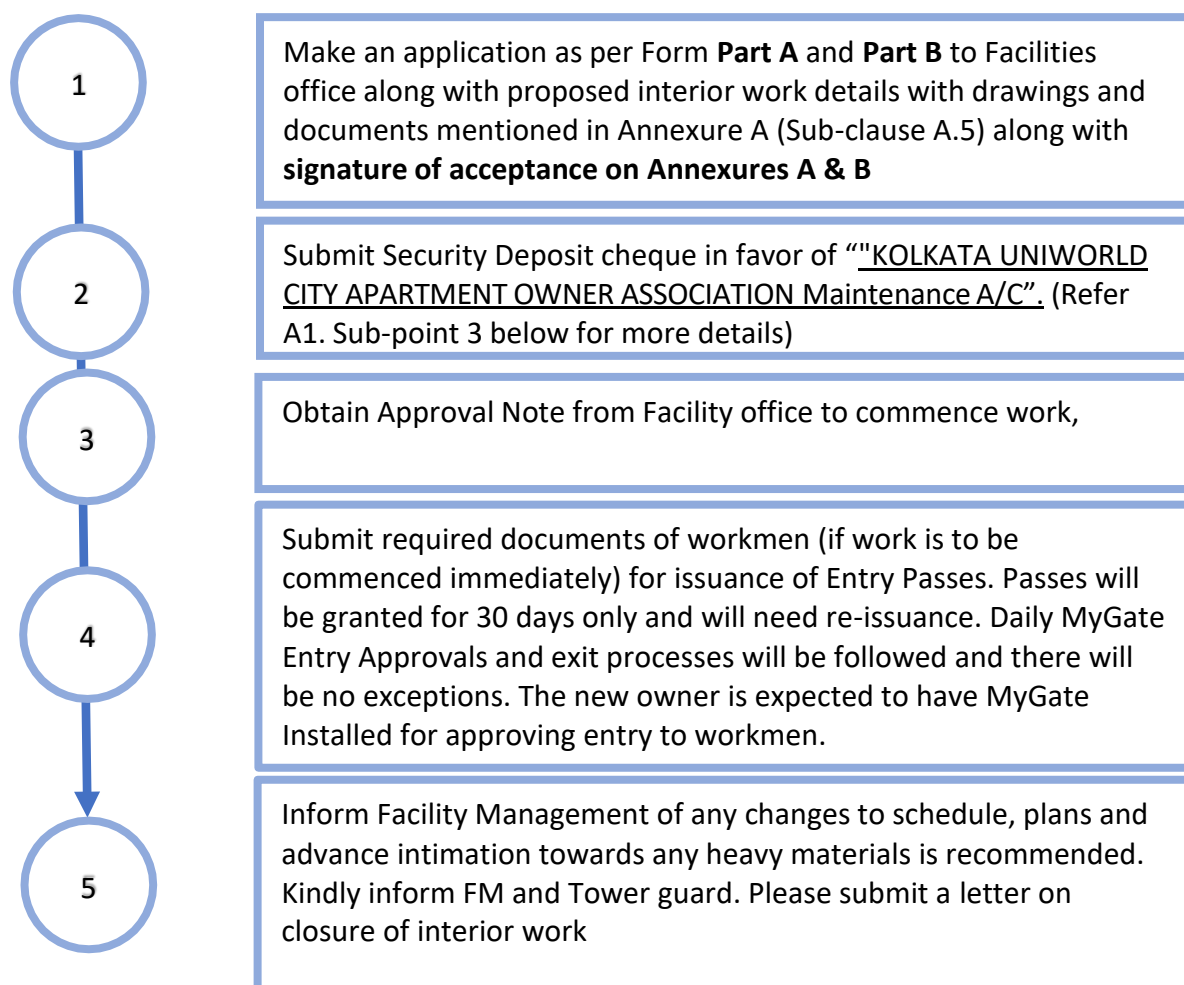 1
Make an application as per Form Part A and Part B to Facilities
office along with proposed interior work details with drawings and
documents mentioned in Annexure A (Sub-clause A.5) along with
signature of acceptance on Annexures A & B
2
Submit Security Deposit cheque in favor of “"KOLKATA UNIWORLD
CITY APARTMENT OWNER ASSOCIATION Maintenance A/C”. (Refer
A1. Sub-point 3 below for more details)
3
Obtain Approval Note from Facility office to commence work,
4
Submit required documents of workmen (if work is to be
commenced immediately) for issuance of Entry Passes. Passes will
be granted for 30 days only and will need re-issuance. Daily MyGate
Entry Approvals and exit processes will be followed and there will
be no exceptions. The new owner is expected to have MyGate
Installed for approving entry to workmen.
5
Inform Facility Management of any changes to schedule, plans and
advance intimation towards any heavy materials is recommended.
Kindly inform FM and Tower guard. Please submit a letter on
closure of interior work